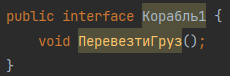 public interface Корабль1 {
void ПеревезтиГруз();
}